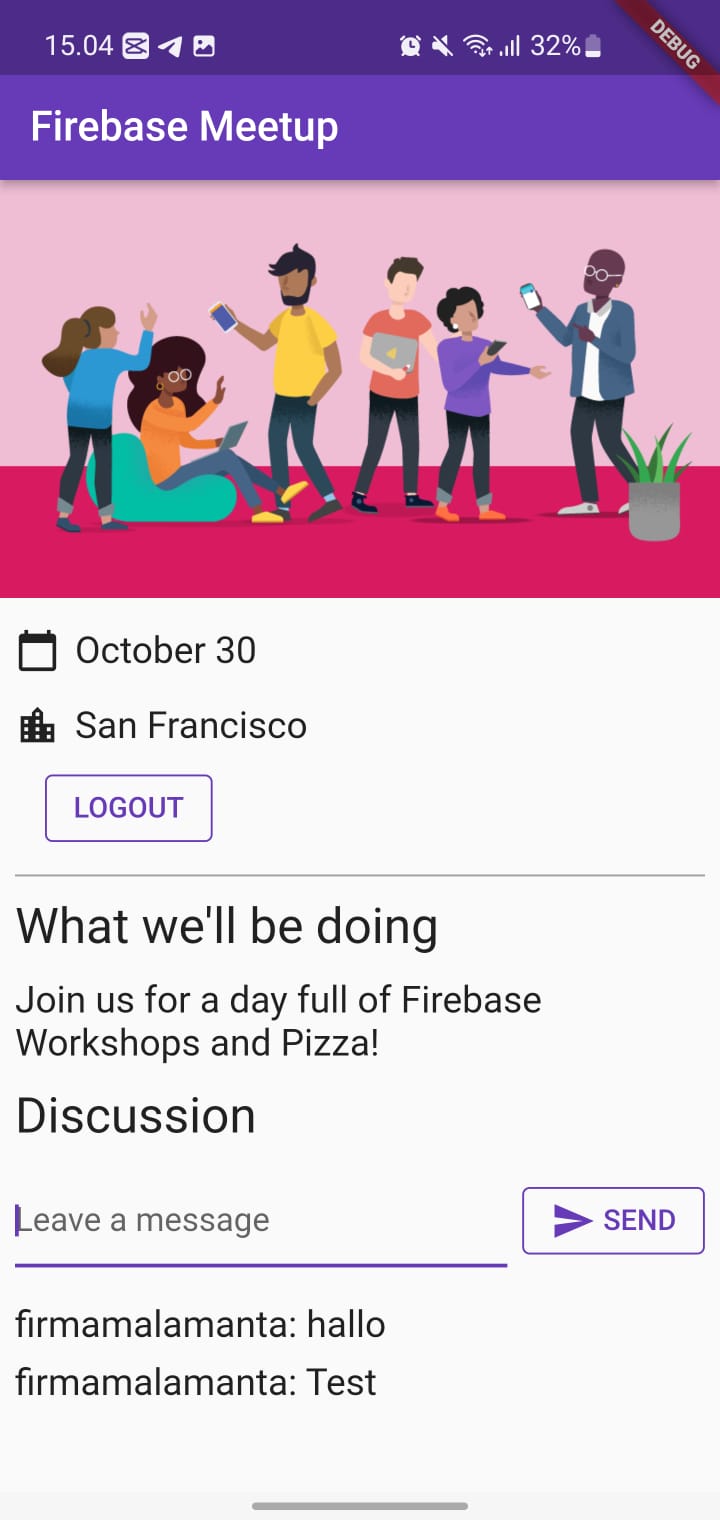 15.04 32%
DEBUG
Firebase Meetup
October 30
San Francisco
LOGOUT
What we'll be doing
Join us for a day full of Firebase
Workshops and Pizza!
Discussion
Leave a message
SEND
firmamalamanta: hallo
firmamalamanta: Test